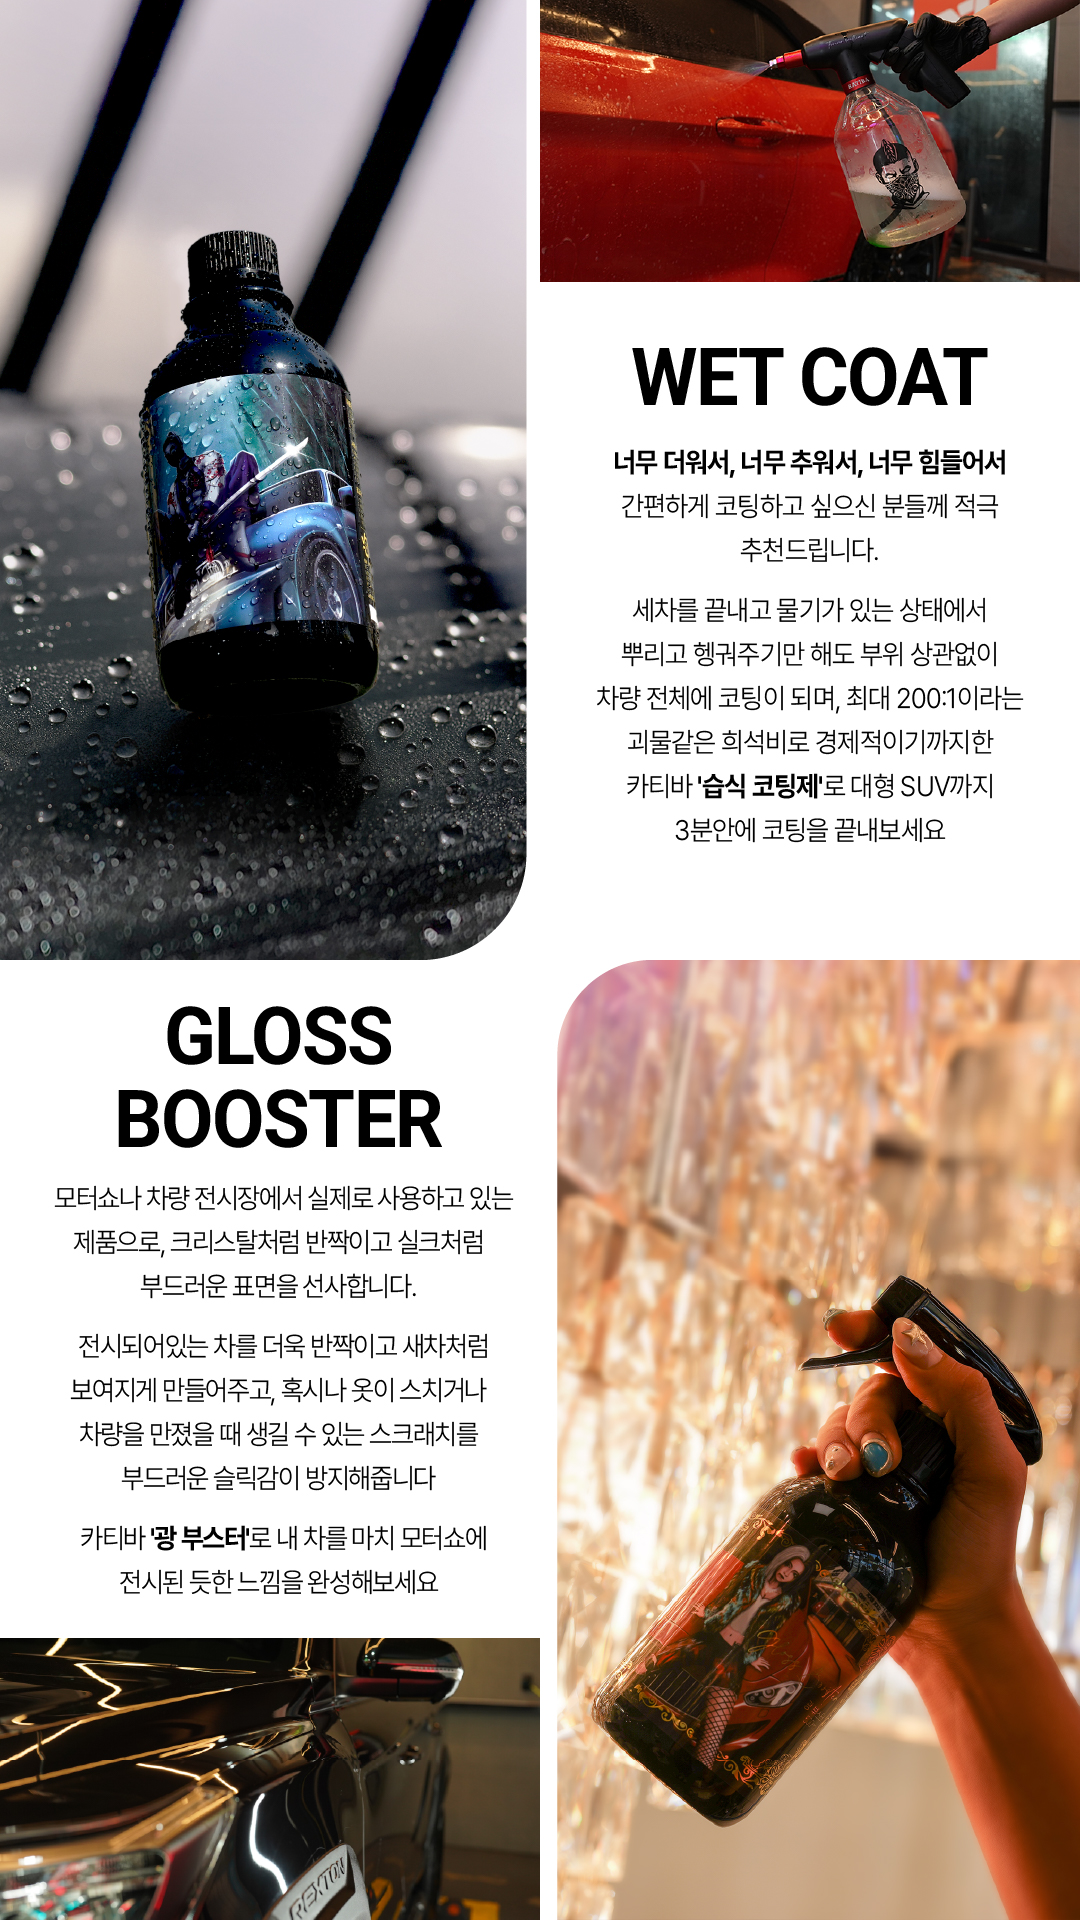 WET COAT
너무 더워서, 너무 추워서, 너무 힘들어서
간편하게 코팅하고 싶으신 분들께 적극
추천드립니다.
세차를 끝내고 물기가 있는 상태에서
뿌리고 헹궈주기만 해도 부위 상관없이
차량 전체에 코팅이 되며, 최대 200:1이라는
괴물같은 희석비로 경제적이기까지한
카티바 '습식 코팅제'로 대형 SUV까지
3분안에 코팅을 끝내보세요
GLOSS
BOOSTER
모터쇼나 차량 전시장에서 실제로 사용하고 있는
제품으로, 크리스탈처럼 반짝이고 실크처럼
부드러운 표면을 선사합니다.
전시되어있는 차를 더욱 반짝이고 새차처럼
보여지게 만들어주고, 혹시나 옷이 스치거나
차량을 만졌을 때 생길 수 있는 스크래치를
부드러운 슬릭감이 방지해줍니다
카티바 '광 부스터'로 내 차를 마치 모터쇼에
전시된 듯한 느낌을 완성해보세요
REXTON